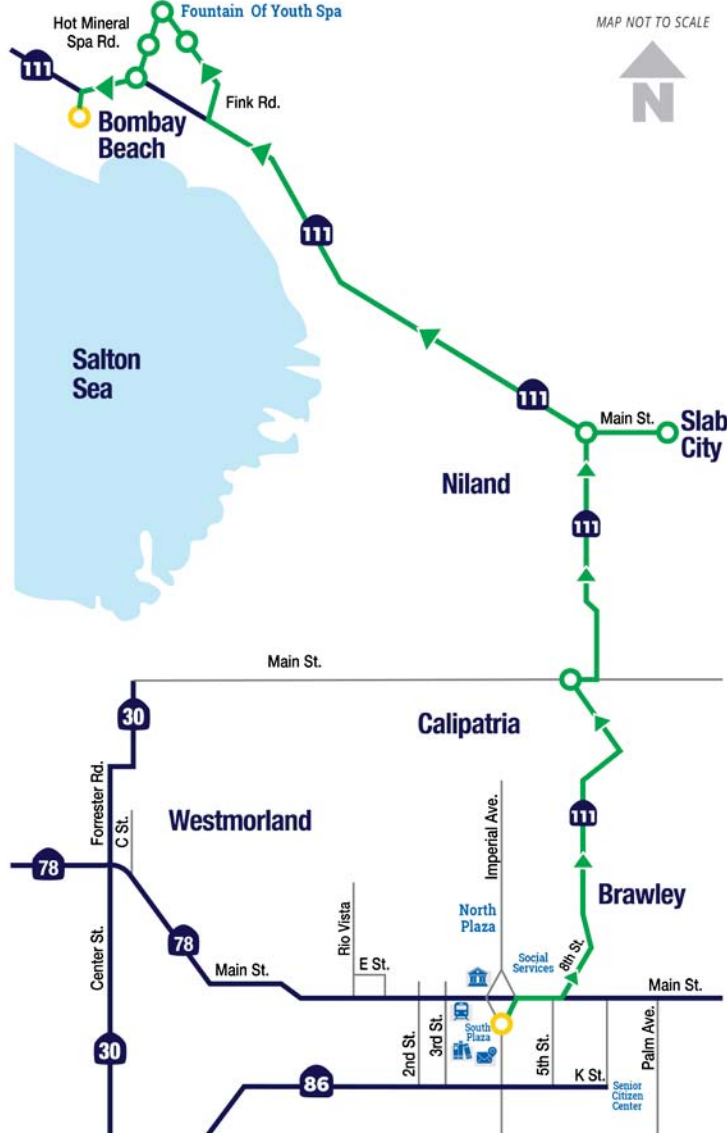 Fountain Of Youth Spa
MAP NOT TO SCALE
Hot Mineral
Spa Rd.
N
111
Fink Rd.
Bombay
Beach
111
Salton
Sea
111
Main St.
Slab
City
Niland
111
Main St.
30
Calipatria
Forrester Rd.
C St.
Westmorland
Imperial Ave.
111
78
Brawley
North
Plaza
Rio Vista
78
Center St.
Social
Services
8th St.
E St.
Main St.
Main St.
South
Plaza
2nd St.
3rd St.
5th St.
Palm Ave.
30
86
K St.
Senior
Citizen
Center